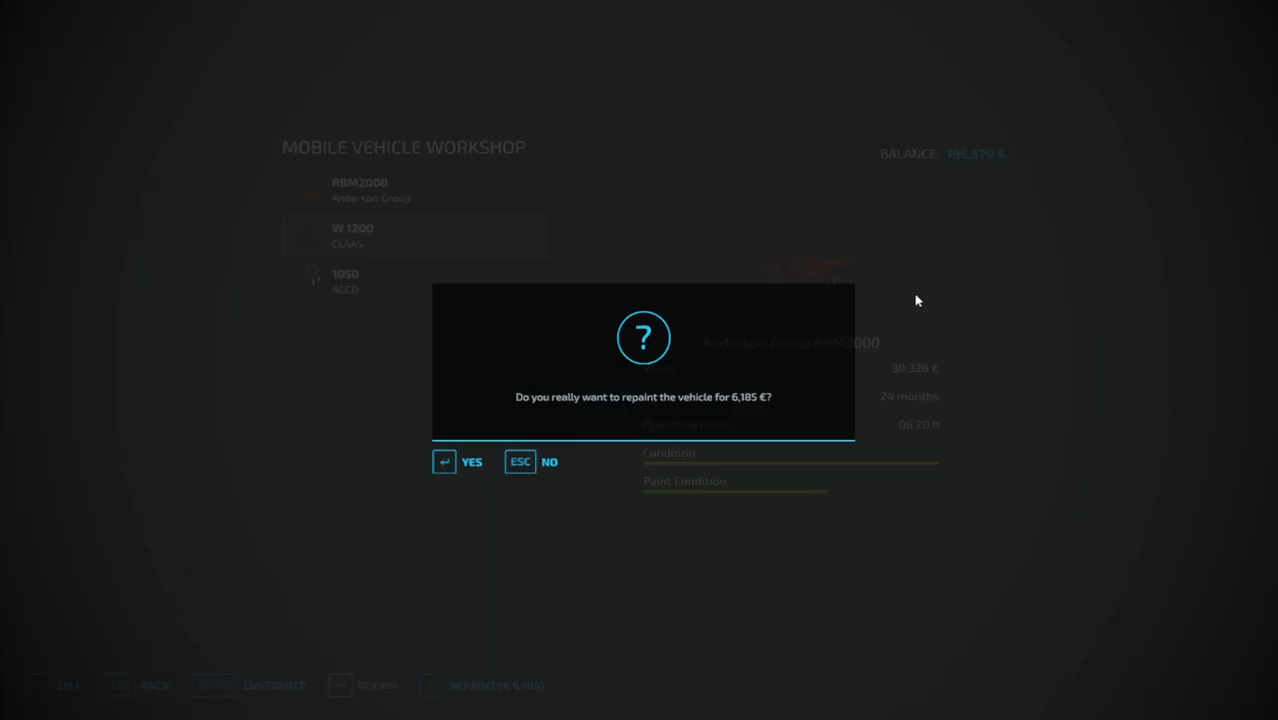 MOBILE VEHICLE WORKSHOP
BALANCE: 196,570 €
RBM2000
Anderson Group
W 1200
CLAAS
1050
AGCO
?
Anderson Group RBM2000
30,326 €
Do you really want to repaint the vehicle for 6,185 €?
24 months
Operating hours
06:20 h
Condition
YES
ESC NO
Paint Condition
SELL
BACK
CUSTOMIZE
REPAIR
REPAINT (€ 6,185)